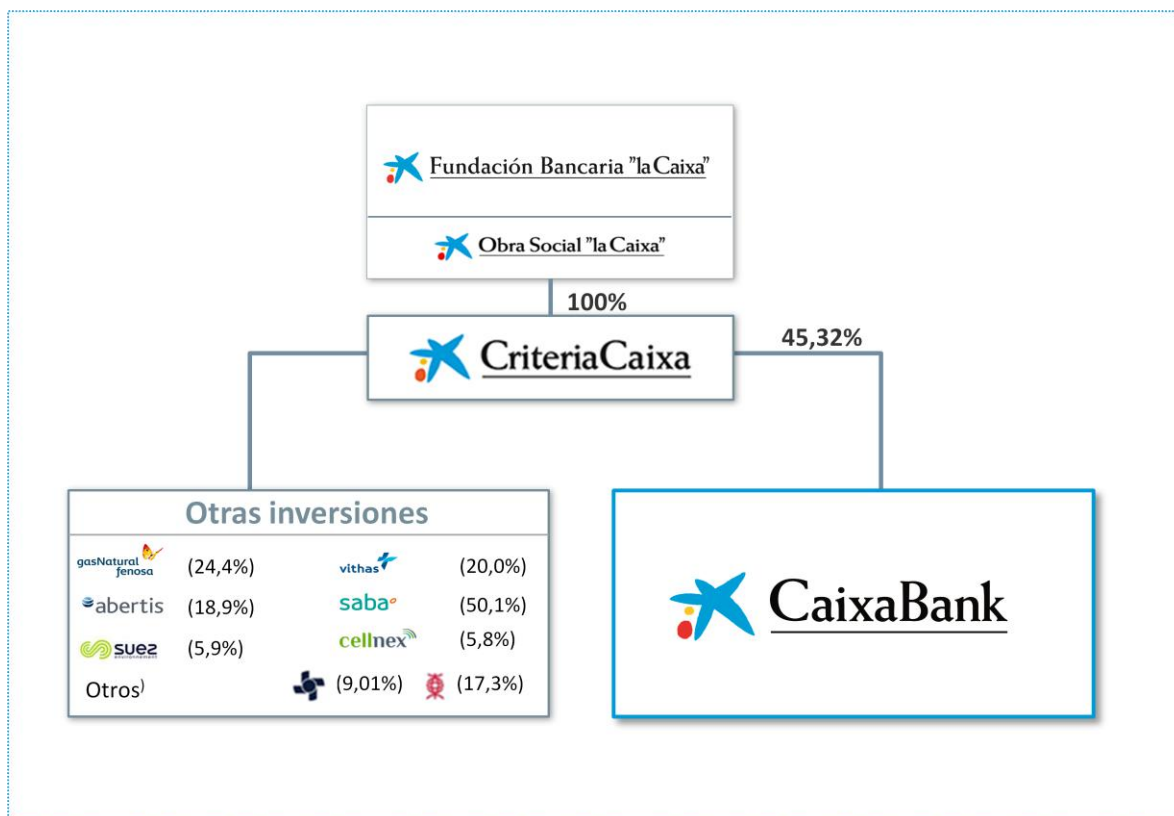 Fundación Bancaria "la Caixa"
Obra Social "la Caixa"
100%
CriteriaCaixa
45,32%
Otras inversiones
gasNatural
fenosa
(24,4%)
vithas
(20,0%)
abertis
(18,9%)
saba
(50,1%)
suez
environnement
(5,9%)
cellnex
(5,8%)
Otros)
(9,01%)
(17,3%)
CaixaBank